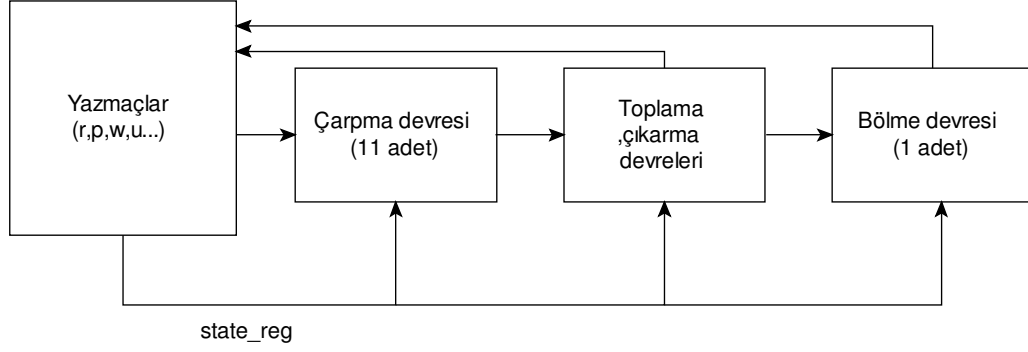 Yazmaçlar
(r,p,w,u...)
Çarpma devresi
(11 adet)
Toplama
,çıkarma
devreleri
Bölme devresi
(1 adet)
state_reg